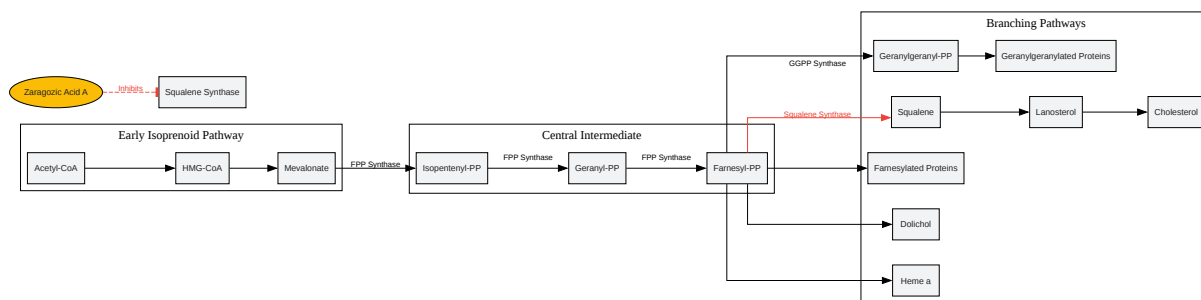 Branching Pathways
Geranylgeranyl-PP
Geranylgeranylated Proteins
GGPP Synthase
Zaragozic Acid A
Inhibits
Squalene Synthase
Squalene Synthase
Squalene
Lanosterol
Cholesterol
Early Isoprenoid Pathway
Central Intermediate
Acetyl-CoA
HMG-CoA
Mevalonate
FPP Synthase
Isopentenyl-PP
FPP Synthase
Geranyl-PP
FPP Synthase
Farnesyl-PP
Farnesylated Proteins
Dolichol
Heme a